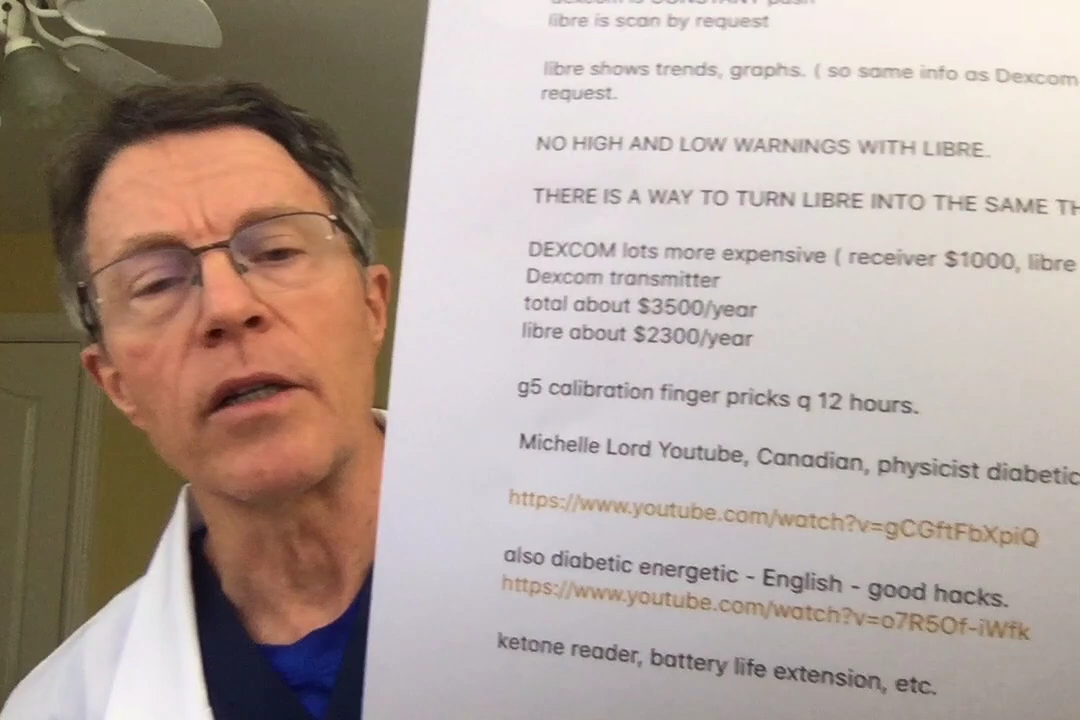 dexcom is CONSTANT push
libre is scan by request
libre shows trends, graphs. ( so same info as Dexcom
request.
NO HIGH AND LOW WARNINGS WITH LIBRE.
THERE IS A WAY TO TURN LIBRE INTO THE SAME TH
DEXCOM lots more expensive ( receiver $1000, libre
Dexcom transmitter
total about $3500/year
libre about $2300/year
g5 calibration finger pricks q 12 hours.
Michelle Lord Youtube, Canadian, physicist diabetic
https://www.youtube.com/watch?v=gCGftFbXpiQ
also diabetic energetic - English - good hacks.
https://www.youtube.com/watch?v=o7R5Of-iWfk
ketone reader, battery life extension, etc.